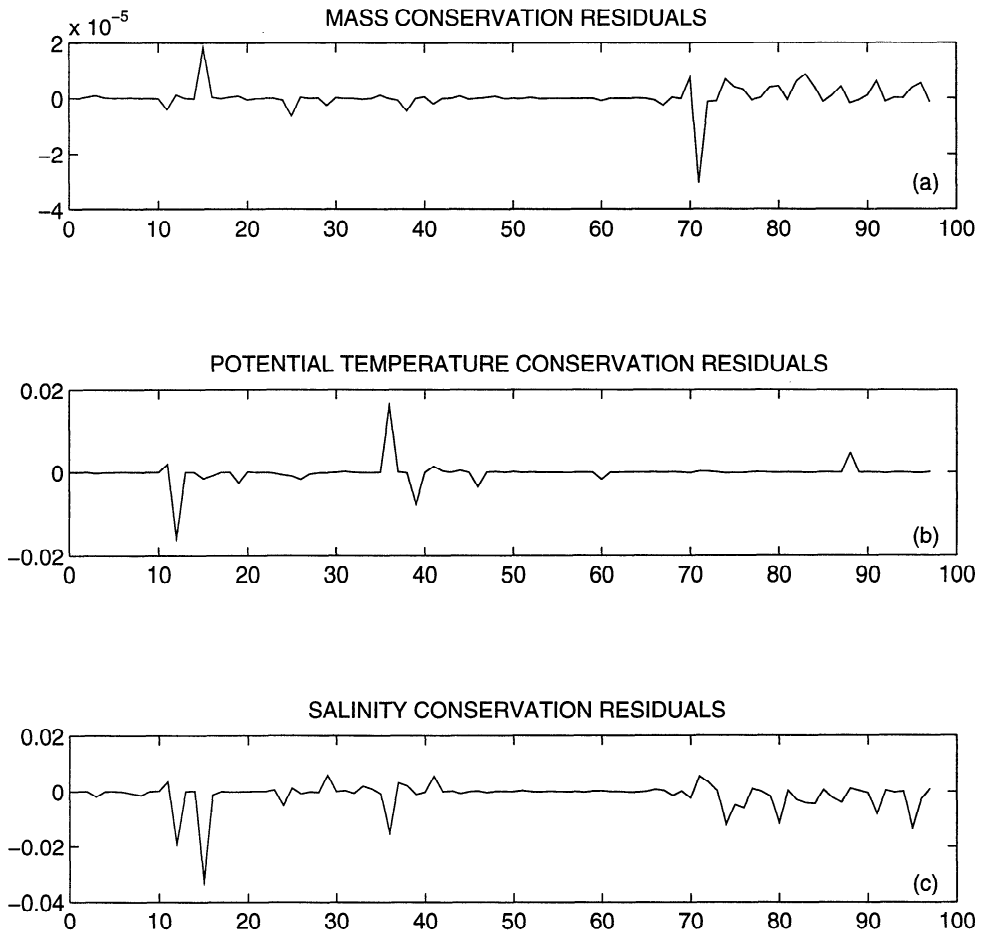 MASS CONSERVATION RESIDUALS
x 10⁻⁵
2
0
−2
−4
(a)
0 10 20 30 40 50 60 70 80 90 100
POTENTIAL TEMPERATURE CONSERVATION RESIDUALS
0.02
0
−0.02
(b)
0 10 20 30 40 50 60 70 80 90 100
SALINITY CONSERVATION RESIDUALS
0.02
0
−0.02
−0.04
(c)
0 10 20 30 40 50 60 70 80 90 100